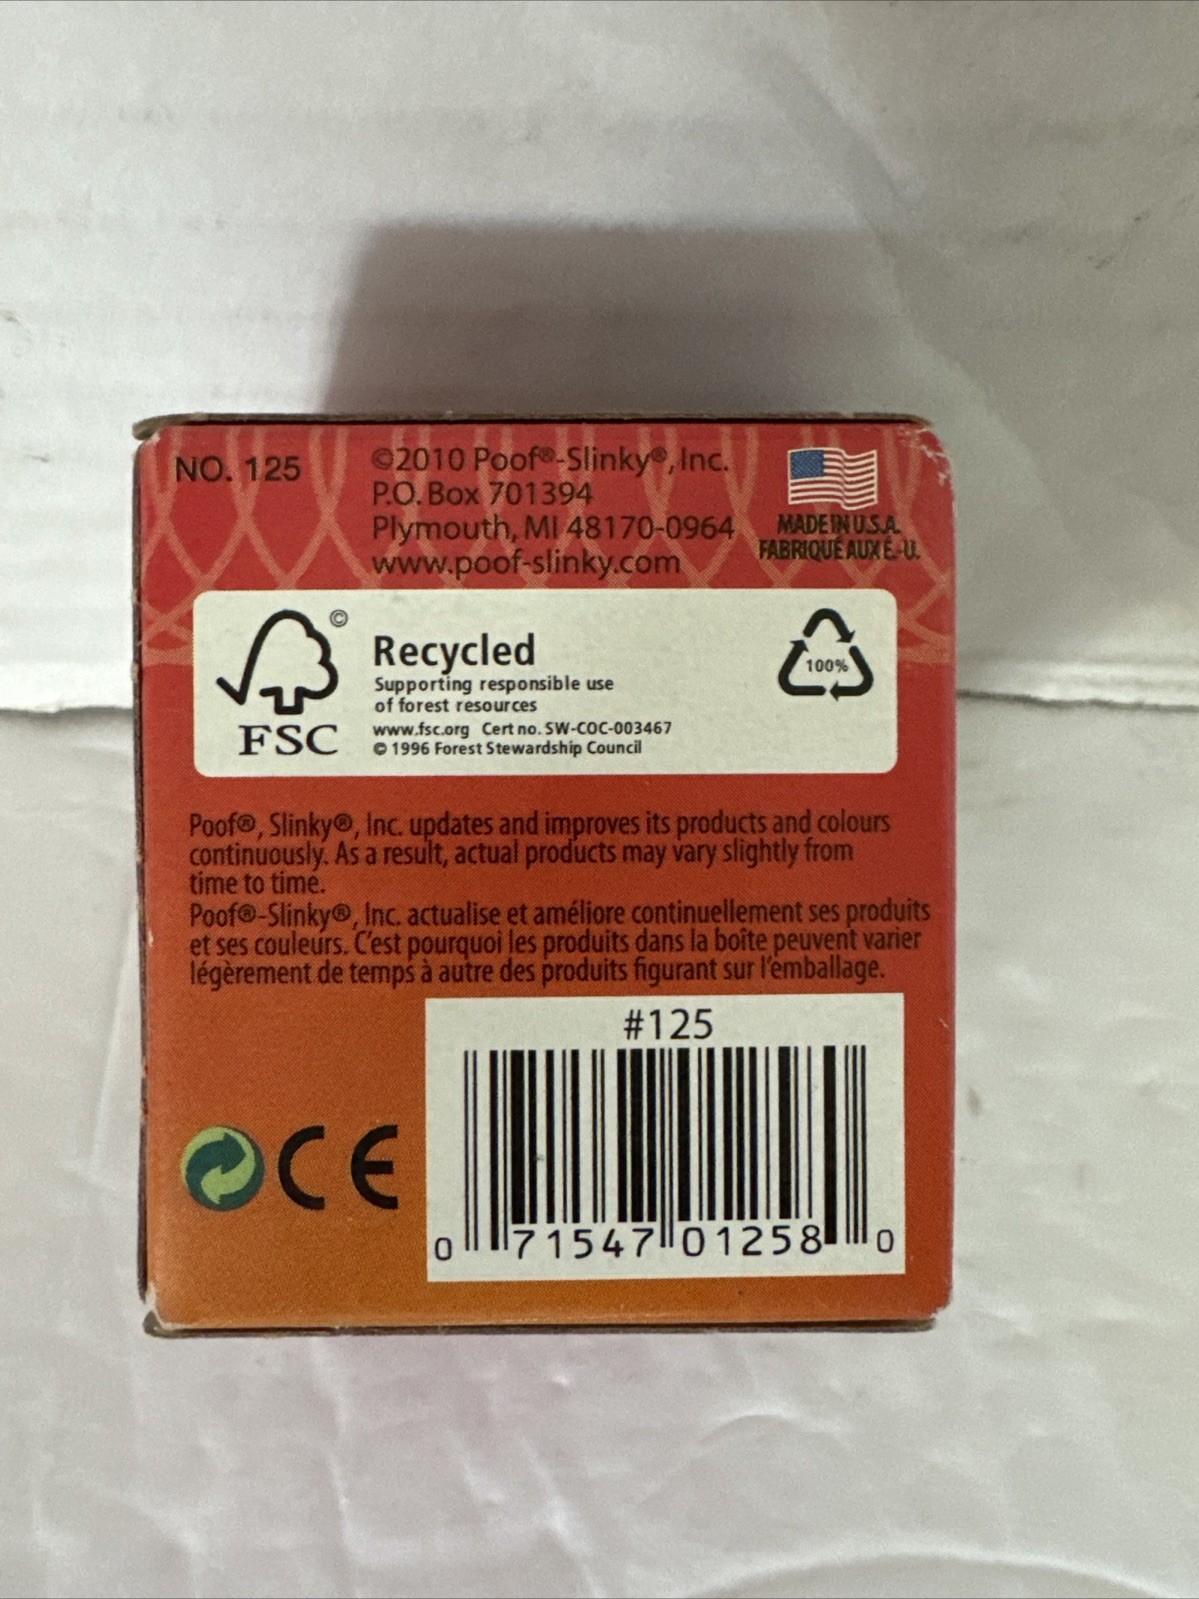 NO. 125
©2010 Poof®-Slinky®, Inc.
P.O. Box 701394
Plymouth, MI 48170-0964
www.poof-slinky.com
MADE IN U.S.A.
FABRIQUÉ AUX É.-U.
©
FSC
Recycled
Supporting responsible use
of forest resources
www.fsc.org Cert no. SW-COC-003467
© 1996 Forest Stewardship Council
100%
Poof®, Slinky®, Inc. updates and improves its products and colours
continuously. As a result, actual products may vary slightly from
time to time.
Poof®-Slinky®, Inc. actualise et améliore continuellement ses produits
et ses couleurs. C'est pourquoi les produits dans la boîte peuvent varier
légèrement de temps à autre des produits figurant sur l'emballage.
CE
#125
0 71547 01258 0